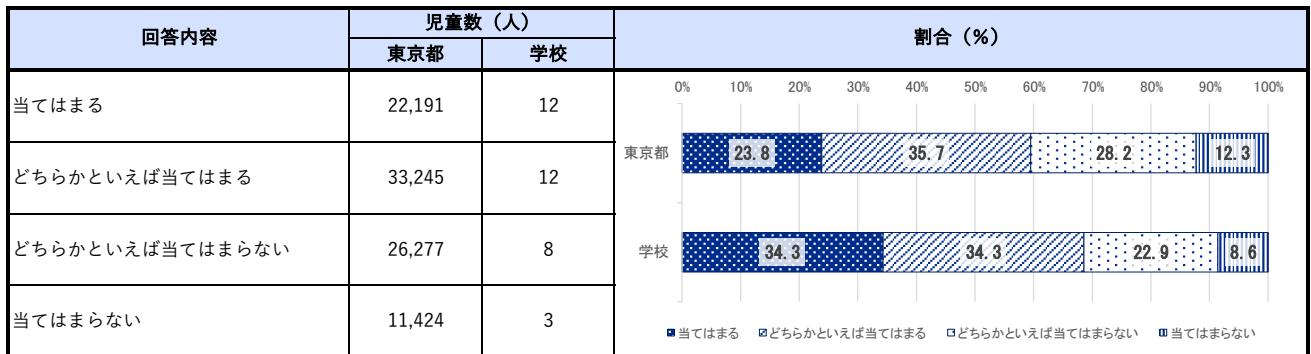 回答内容 児童数（人） 割合（%）
東京都 学校
当てはまる 22,191 12
どちらかといえば当てはまる 33,245 12
どちらかといえば当てはまらない 26,277 8
当てはまらない 11,424 3
0% 10% 20% 30% 40% 50% 60% 70% 80% 90% 100%
東京都 23.8 35.7 28.2 12.3
学校 34.3 34.3 22.9 8.6
当てはまる どちらかといえば当てはまる どちらかといえば当てはまらない 当てはまらない